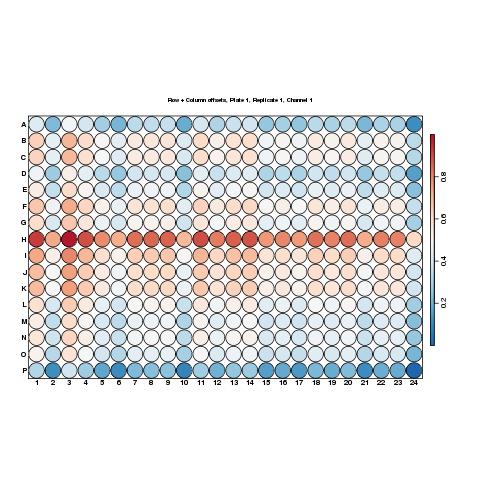 Row + Column offsets, Plate 1, Replicate 1, Channel 1
A
B
C
D
E
F
G
H
I
J
K
L
M
N
O
P
1 2 3 4 5 6 7 8 9 10 11 12 13 14 15 16 17 18 19 20 21 22 23 24
0.8
0.6
0.4
0.2